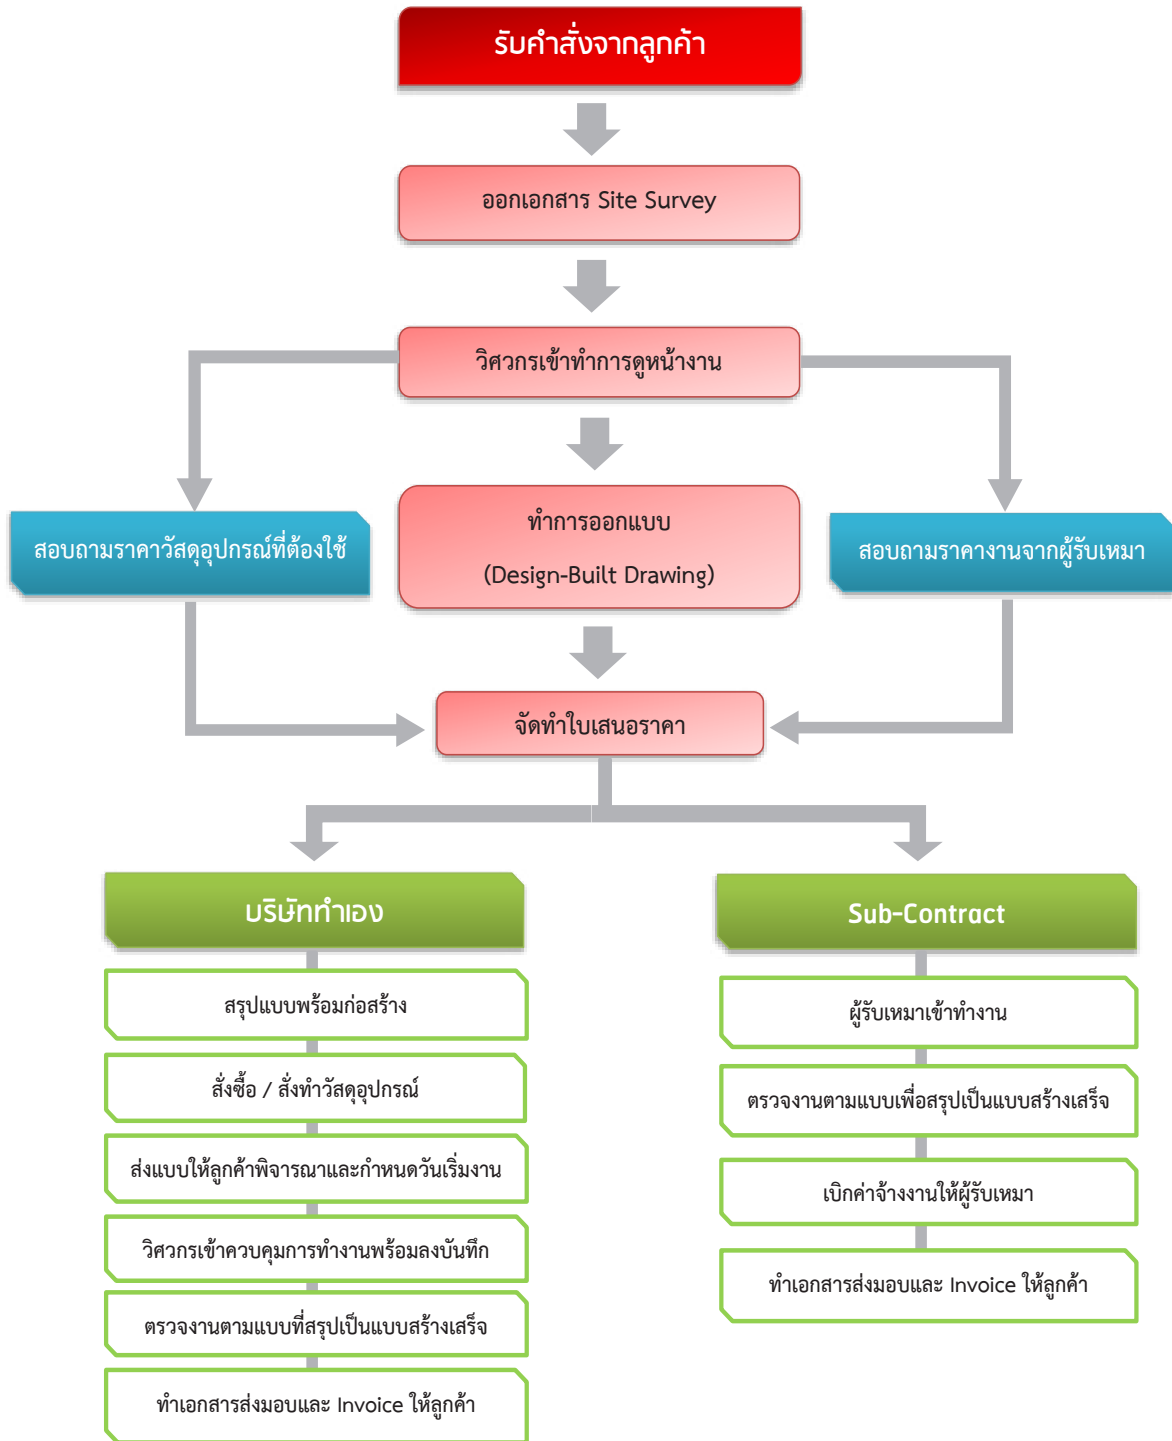 รับคำสั่งจากลูกค้า
ออกเอกสาร Site Survey
วิศวกรเข้าทำการดูหน้างาน
สอบถามราคาวัสดุอุปกรณ์ที่ต้องใช้
ทำการออกแบบ
(Design-Built Drawing)
สอบถามราคางานจากผู้รับเหมา
จัดทำใบเสนอราคา
บริษัททำเอง
สรุปแบบพร้อมก่อสร้าง
สั่งซื้อ / สั่งทำวัสดุอุปกรณ์
ส่งแบบให้ลูกค้าพิจารณาและกำหนดวันเริ่มงาน
วิศวกรเข้าควบคุมการทำงานพร้อมลงบันทึก
ตรวจงานตามแบบที่สรุปเป็นแบบสร้างเสร็จ
ทำเอกสารส่งมอบและ Invoice ให้ลูกค้า
Sub-Contract
ผู้รับเหมาเข้าทำงาน
ตรวจงานตามแบบเพื่อสรุปเป็นแบบสร้างเสร็จ
เบิกค่าจ้างงานให้ผู้รับเหมา
ทำเอกสารส่งมอบและ Invoice ให้ลูกค้า